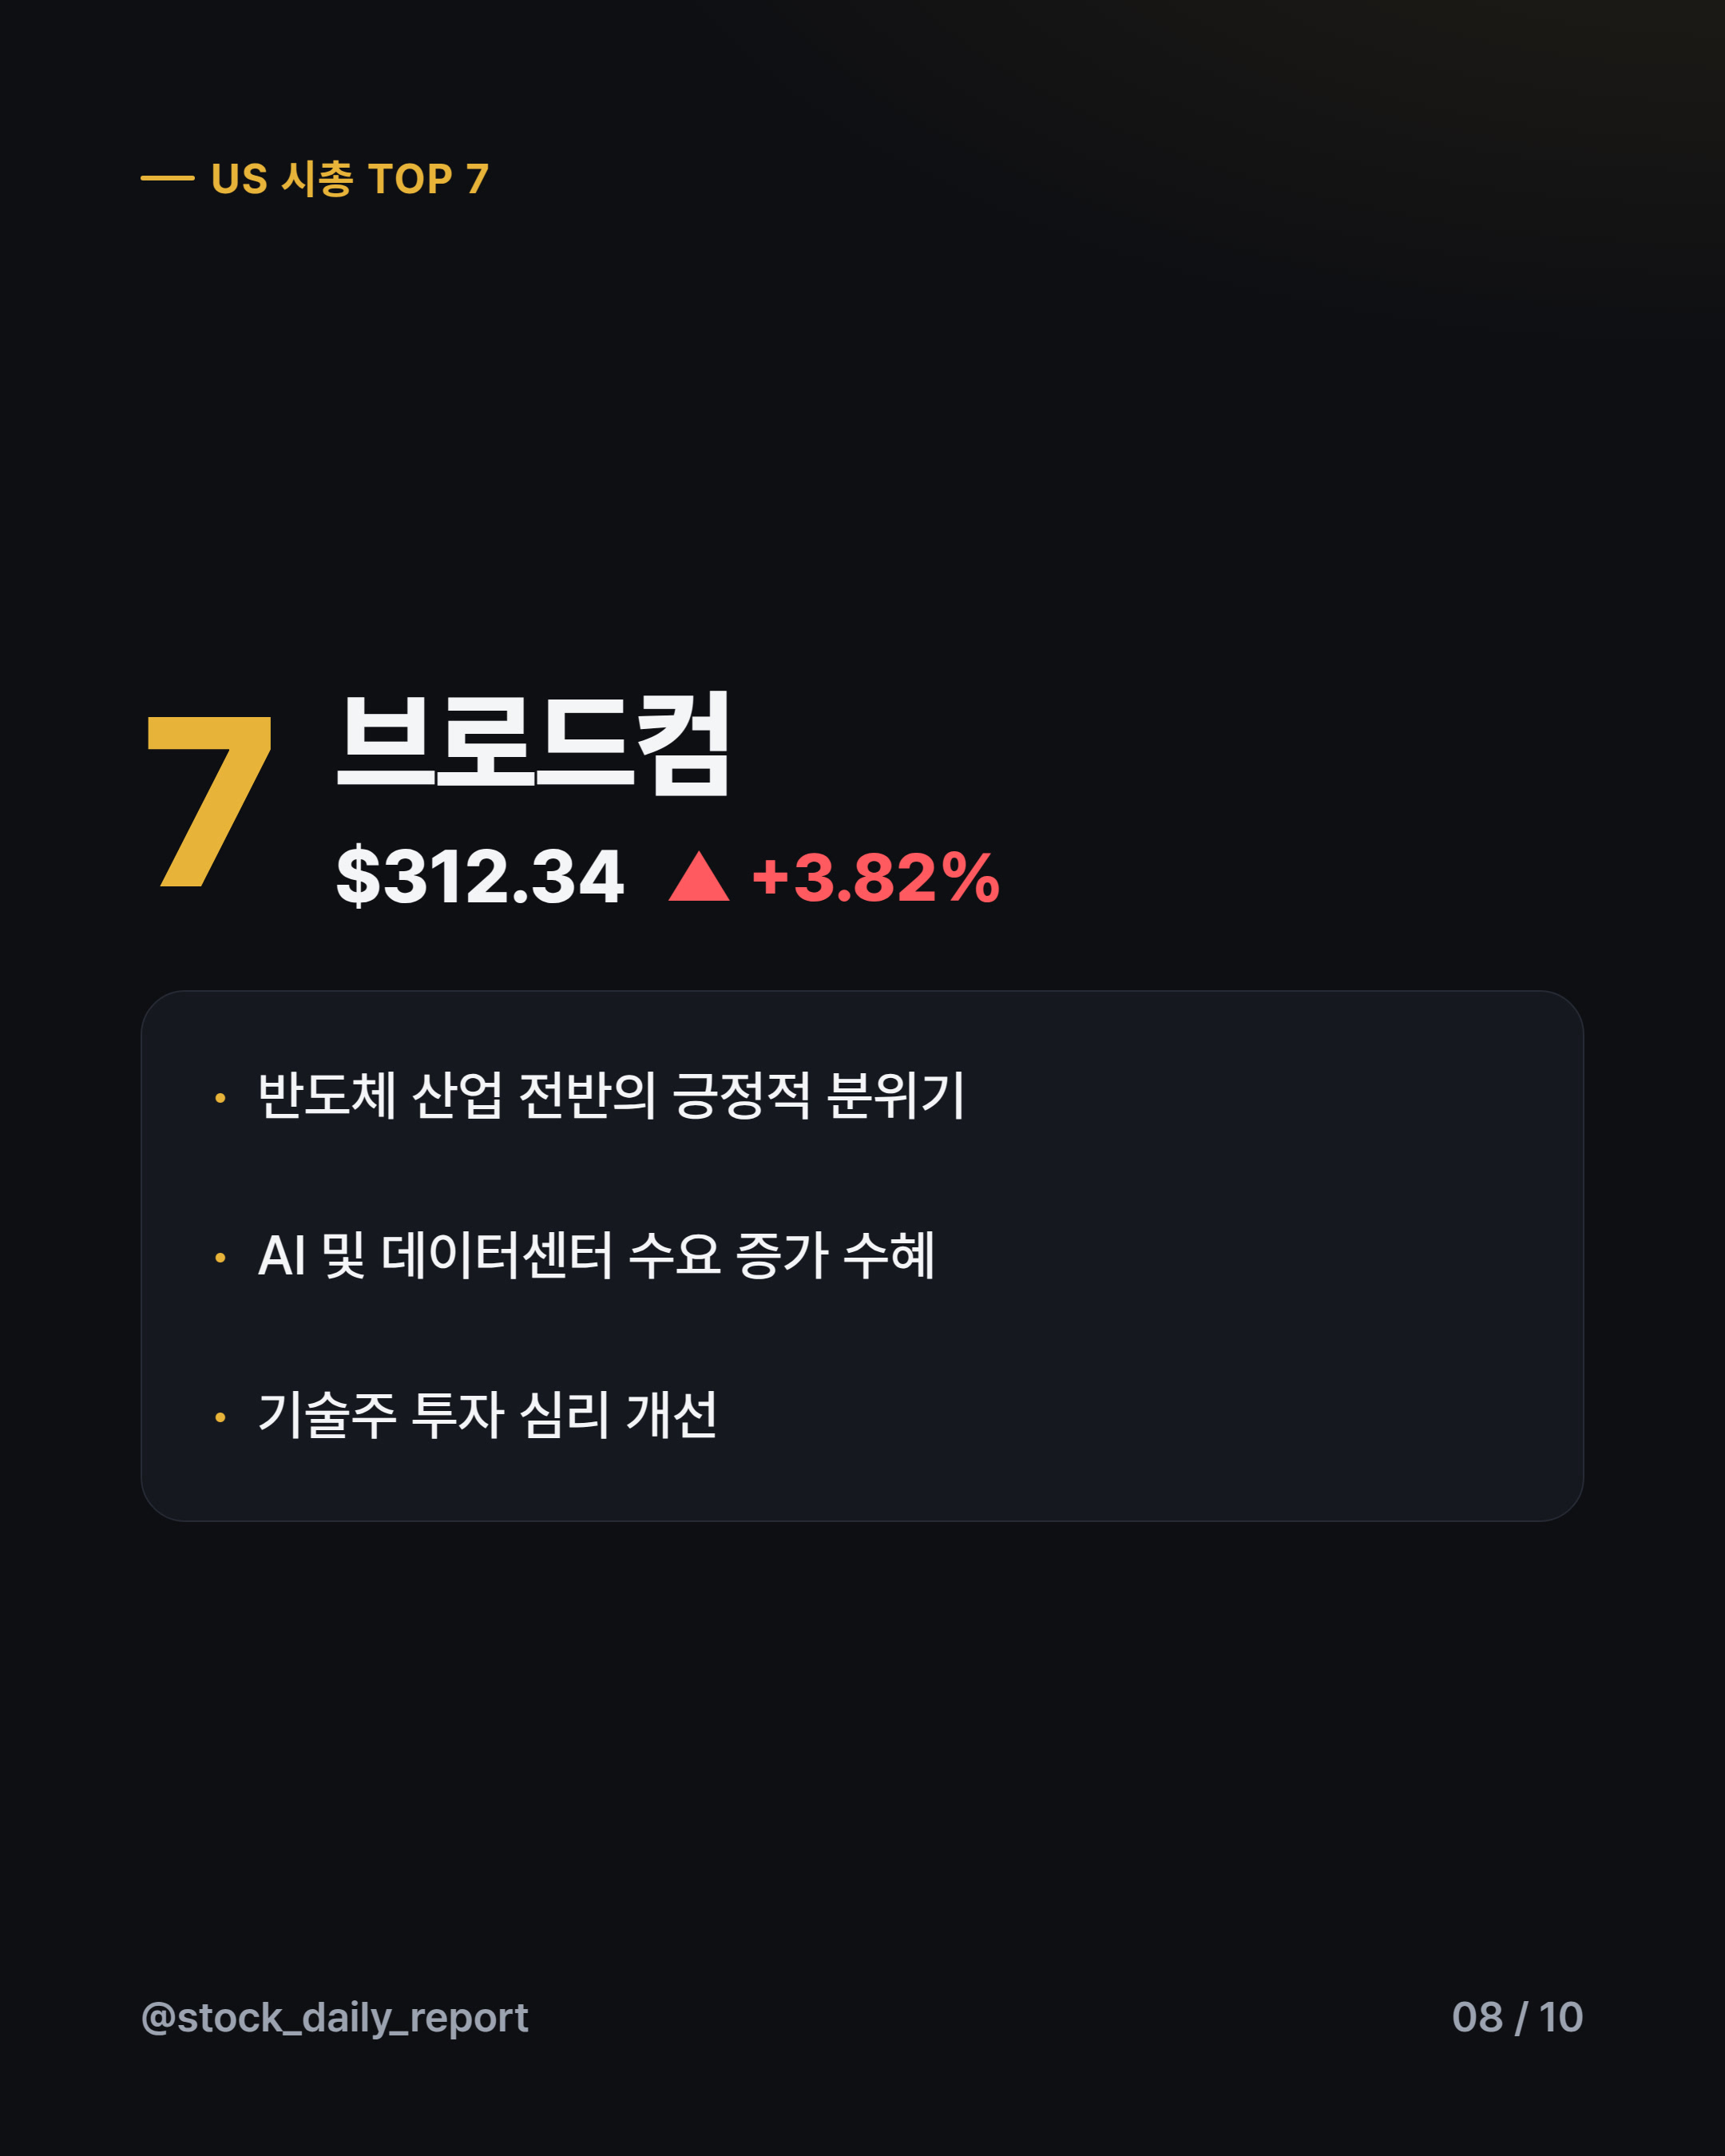 US 시총 TOP 7
7
브로드컴
$312.34 ▲ +3.82%
• 반도체 산업 전반의 긍정적 분위기
• AI 및 데이터센터 수요 증가 수혜
• 기술주 투자 심리 개선
@stock_daily_report
08 / 10